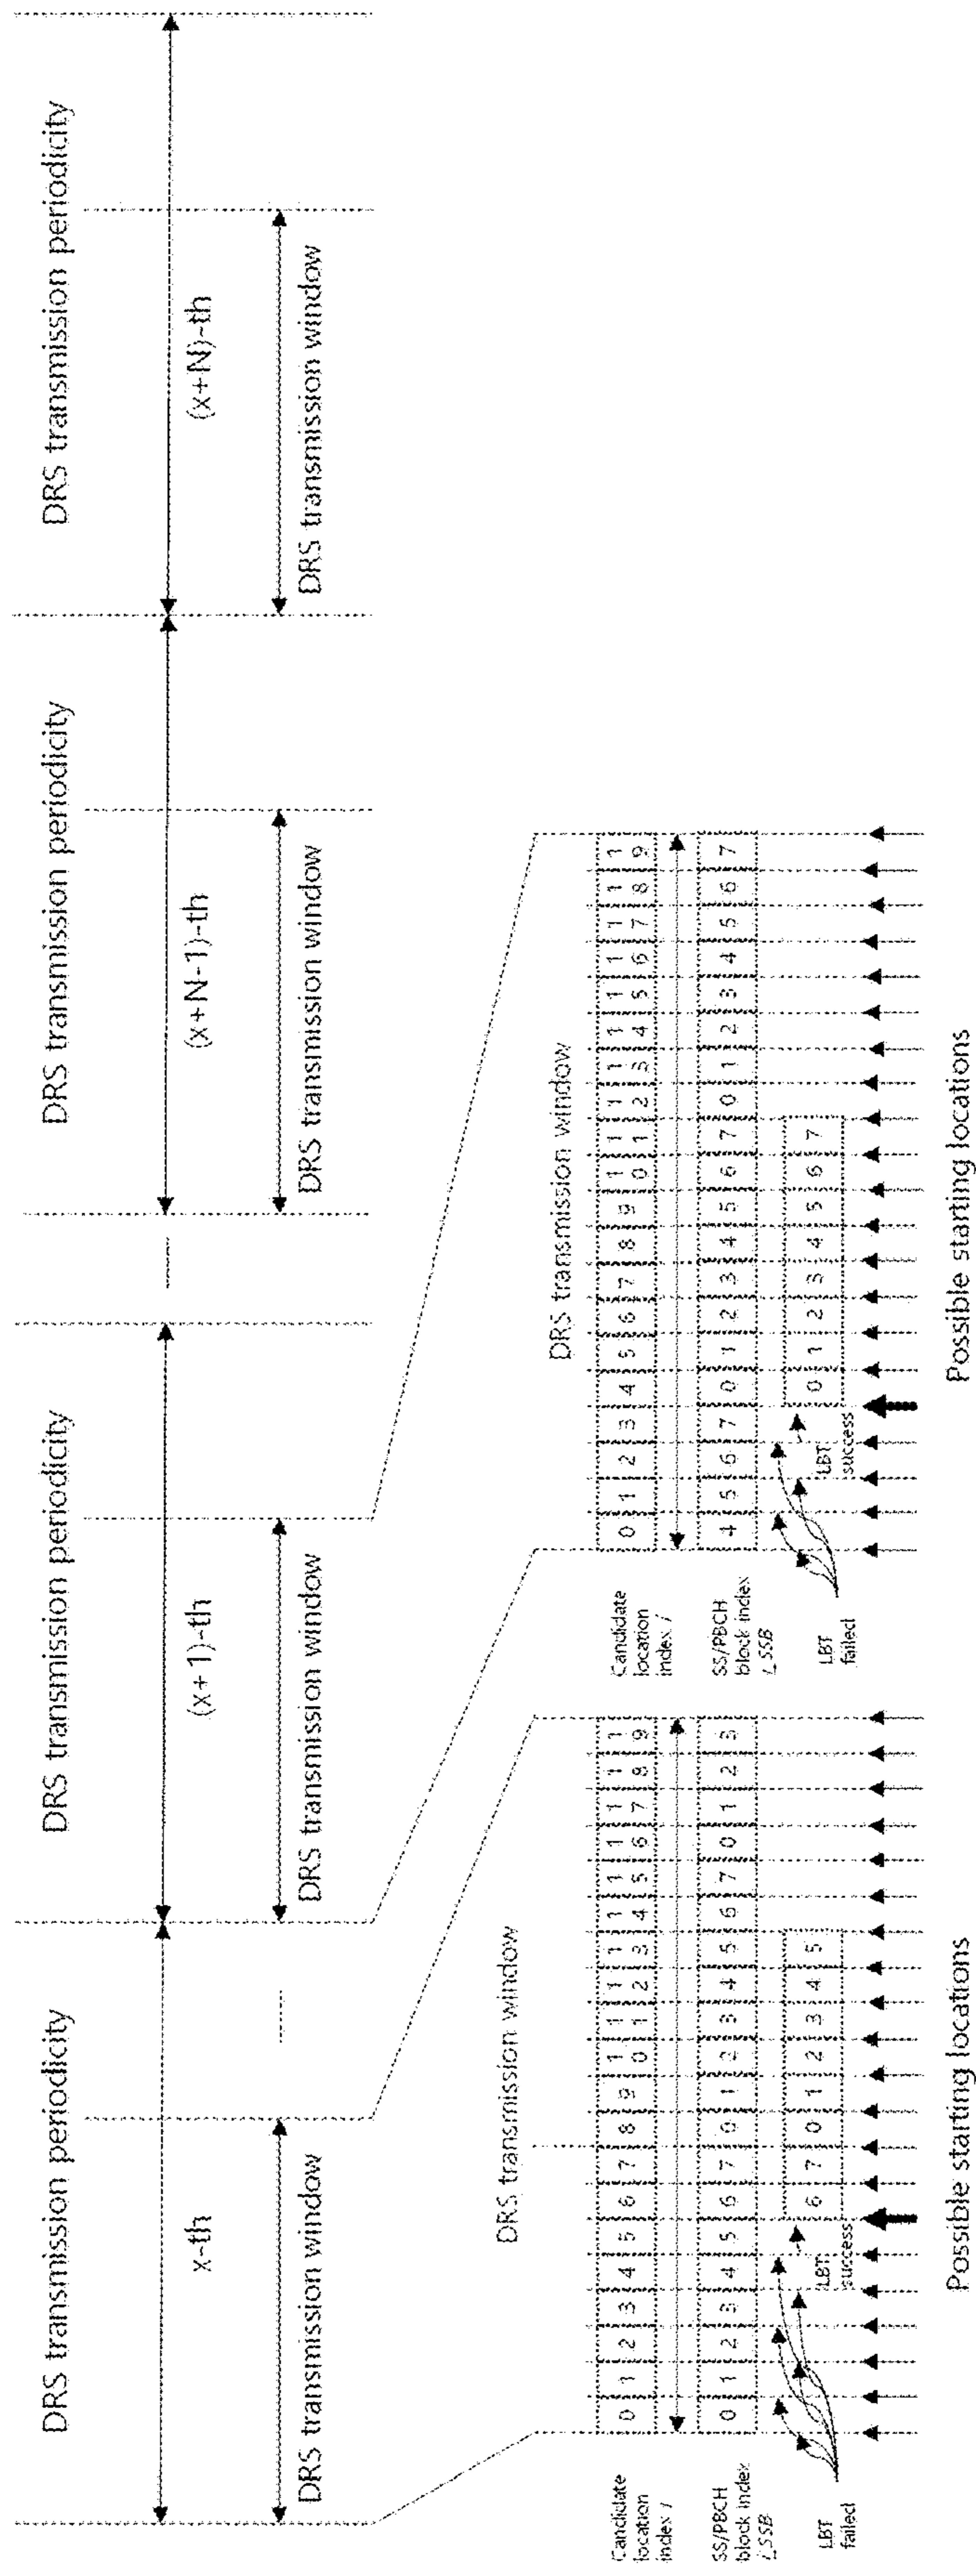 DRS transmission periodicity
DRS transmission periodicity
DRS transmission periodicity
DRS transmission periodicity
x-th
(x+1)-th
(x+N-1)-th
(x+N)-th
DRS transmission window
DRS transmission window
DRS transmission window
DRS transmission window
DRS transmission window
Candidate
location
index i
0 1 2 3 4 5 6 7 8 9 10 11 12 13 14 15 16 17 18 19
SS/PBCH
block index
i_SSB
0 1 2 3 4 5 6 7 0 1 2 3 4 5 6 7 0 1 2 3
LBT
failed
LBT
success
6 7 0 1 2 3 4 5
Possible starting locations
DRS transmission window
Candidate
location
index i
0 1 2 3 4 5 6 7 8 9 10 11 12 13 14 15 16 17 18 19
SS/PBCH
block index
i_SSB
4 5 6 7 0 1 2 3 4 5 6 7 0 1 2 3 4 5 6 7
LBT
failed
LBT
success
0 1 2 3 4 5 6 7
Possible starting locations